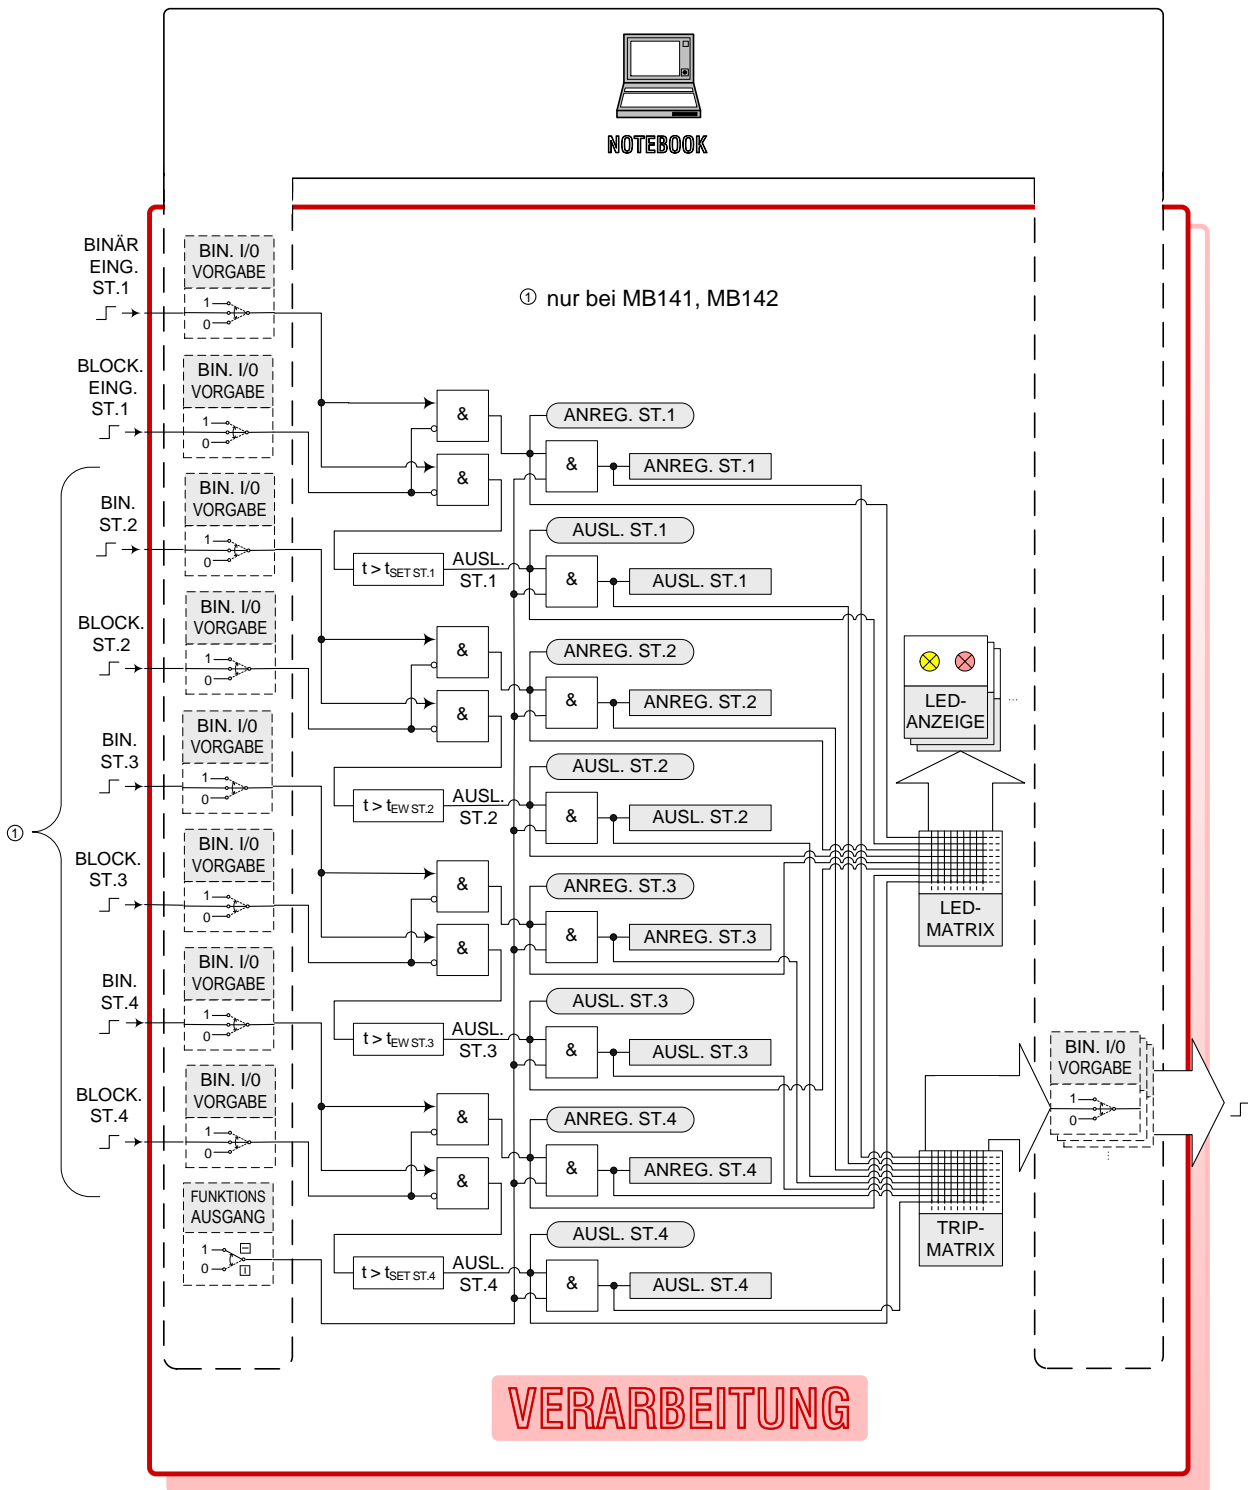 NOTEBOOK
① nur bei MB141, MB142
BINÄR
EING.
ST.1
BIN. I/0
VORGABE
1
0
BLOCK.
EING.
ST.1
BIN. I/0
VORGABE
1
0
BIN.
ST.2
BIN. I/0
VORGABE
1
0
BLOCK.
ST.2
BIN. I/0
VORGABE
1
0
BIN.
ST.3
BIN. I/0
VORGABE
1
0
①
BLOCK.
ST.3
BIN. I/0
VORGABE
1
0
BIN.
ST.4
BIN. I/0
VORGABE
1
0
BLOCK.
ST.4
BIN. I/0
VORGABE
1
0
FUNKTIONS
AUSGANG
1
0
&
&
ANREG. ST.1
&
ANREG. ST.1
t > tSET ST.1
AUSL.
ST.1
AUSL. ST.1
&
AUSL. ST.1
&
&
ANREG. ST.2
&
ANREG. ST.2
t > tEW ST.2
AUSL.
ST.2
AUSL. ST.2
&
AUSL. ST.2
&
&
ANREG. ST.3
&
ANREG. ST.3
t > tEW ST.3
AUSL.
ST.3
AUSL. ST.3
&
AUSL. ST.3
&
&
ANREG. ST.4
&
ANREG. ST.4
t > tSET ST.4
AUSL.
ST.4
AUSL. ST.4
&
AUSL. ST.4
LED-
ANZEIGE
...
LED-
MATRIX
BIN. I/0
VORGABE
1
0
...
TRIP-
MATRIX
VERARBEITUNG